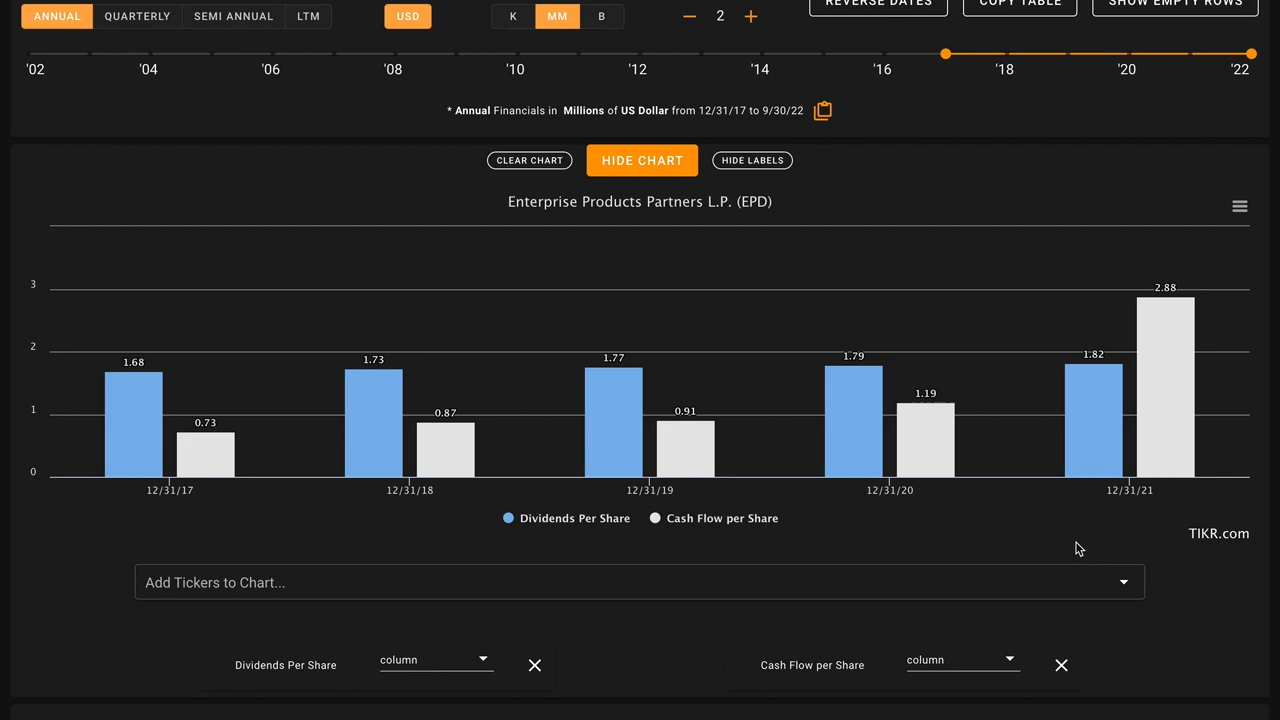 ANNUAL QUARTERLY SEMI ANNUAL LTM USD K MM B − 2 + REVERSE DATES COPY TABLE SHOW EMPTY ROWS
'02 '04 '06 '08 '10 '12 '14 '16 '18 '20 '22
* Annual Financials in Millions of US Dollar from 12/31/17 to 9/30/22
CLEAR CHART HIDE CHART HIDE LABELS
Enterprise Products Partners L.P. (EPD)
3
2.88
2
1.68 1.73 1.77 1.79 1.82
1
0.73 0.87 0.91 1.19
0
12/31/17 12/31/18 12/31/19 12/31/20 12/31/21
Dividends Per Share Cash Flow per Share
TIKR.com
Add Tickers to Chart...
Dividends Per Share column Cash Flow per Share column